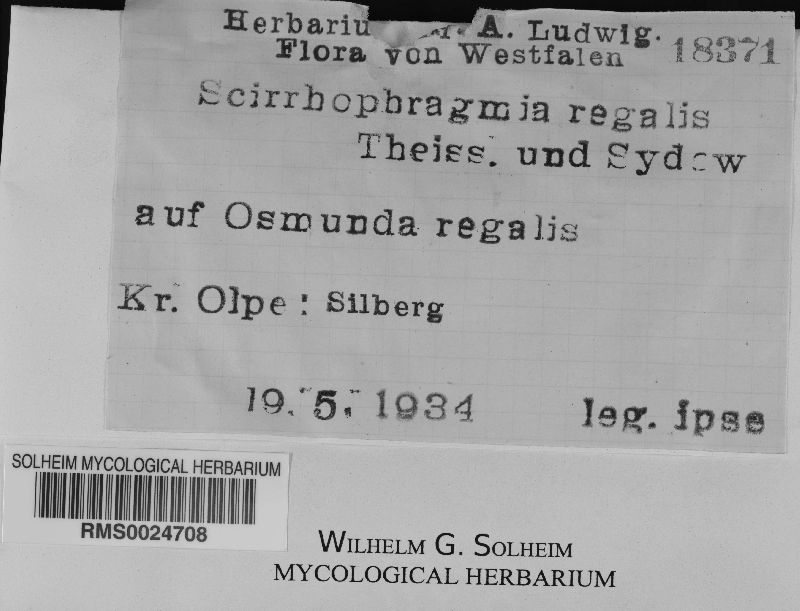 Herbariu A. Ludwig.
Flora von Westfalen 18371
Scirrhophragmia regalis
Theiss. und Sydow
auf Osmunda regalis
Kr. Olpe: Silberg
19. 5. 1934 leg. ipse
SOLHEIM MYCOLOGICAL HERBARIUM
RMS0024708
WILHELM G. SOLHEIM
MYCOLOGICAL HERBARIUM